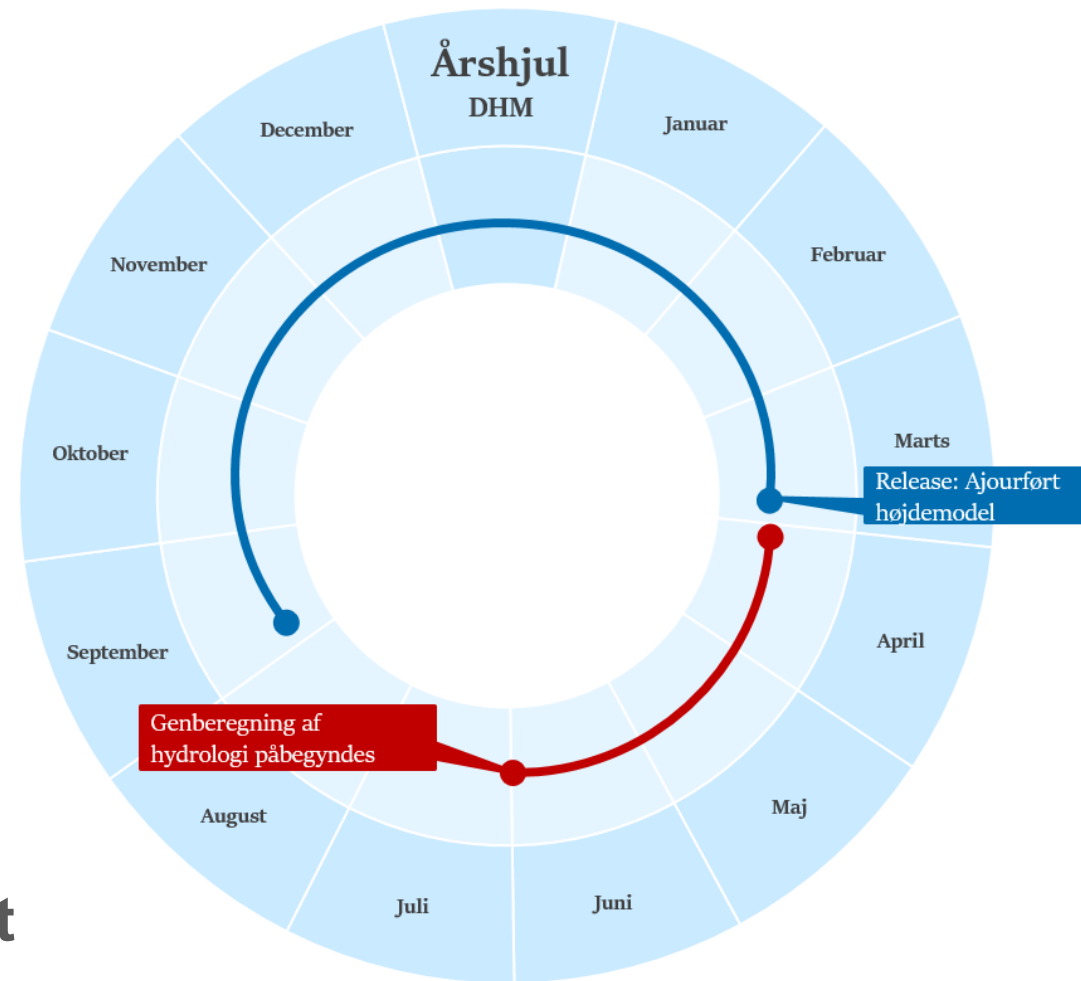 Årshjul
DHM
Januar
Februar
Marts
Release: Ajourført
højdemodel
April
Maj
Juni
Juli
August
Genberegning af
hydrologi påbegyndes
September
Oktober
November
December
t